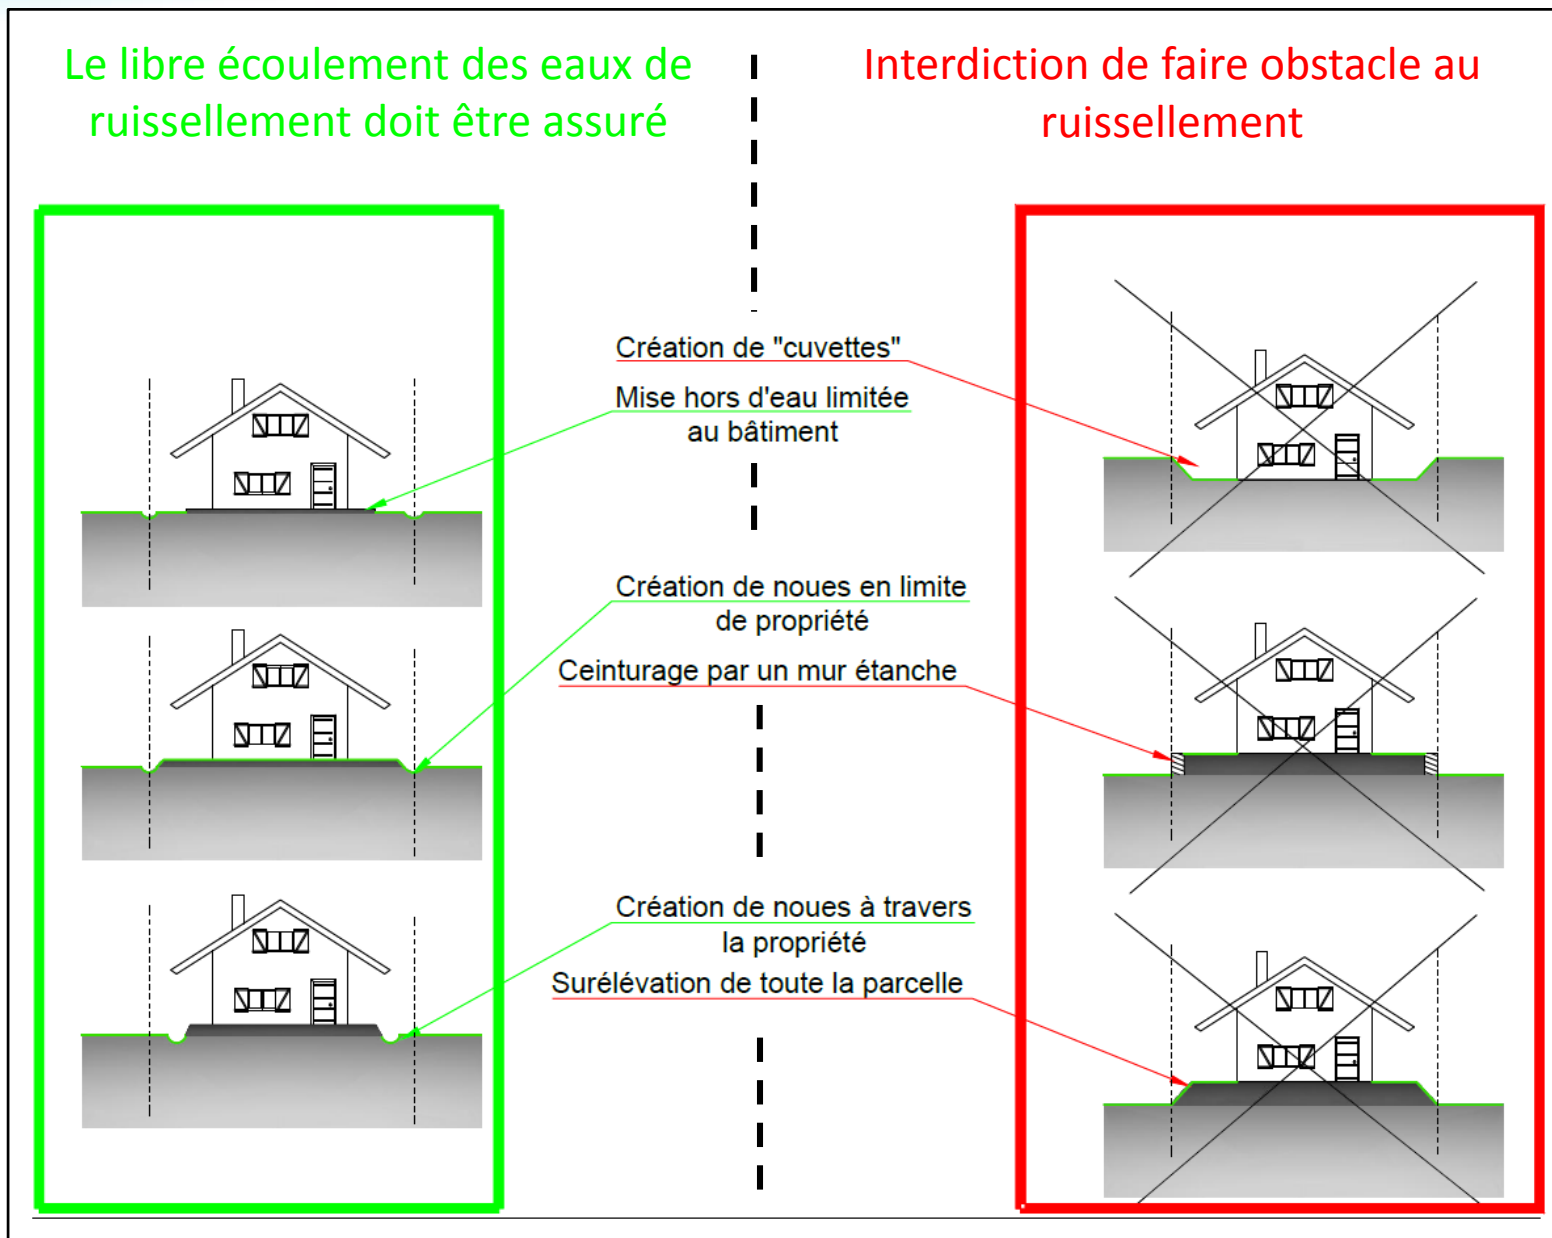 Le libre écoulement des eaux de
ruissellement doit être assuré
Interdiction de faire obstacle au
ruissellement
Création de "cuvettes"
Mise hors d'eau limitée
au bâtiment
Création de noues en limite
de propriété
Ceinturage par un mur étanche
Création de noues à travers
la propriété
Surélévation de toute la parcelle